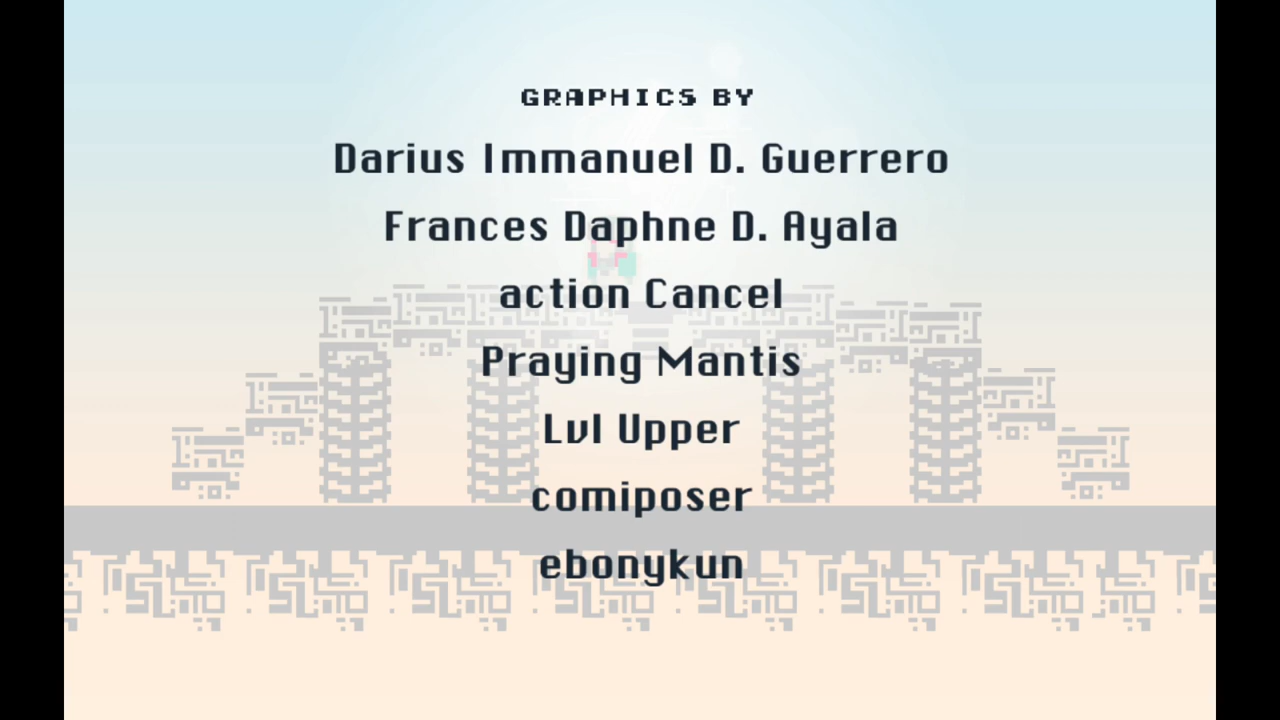 GRAPHICS BY
Darius Immanuel D. Guerrero
Frances Daphne D. Ayala
action Cancel
Praying Mantis
Lvl Upper
comiposer
ebonykun